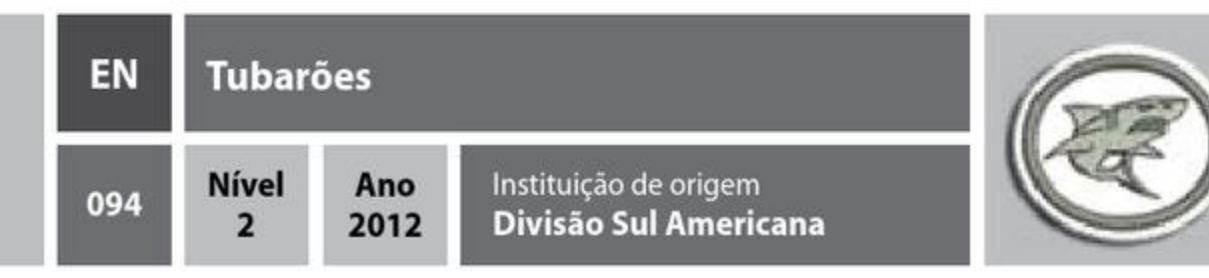 EN
Tubarões
094
Nível
2
Ano
2012
Instituição de origem
Divisão Sul Americana